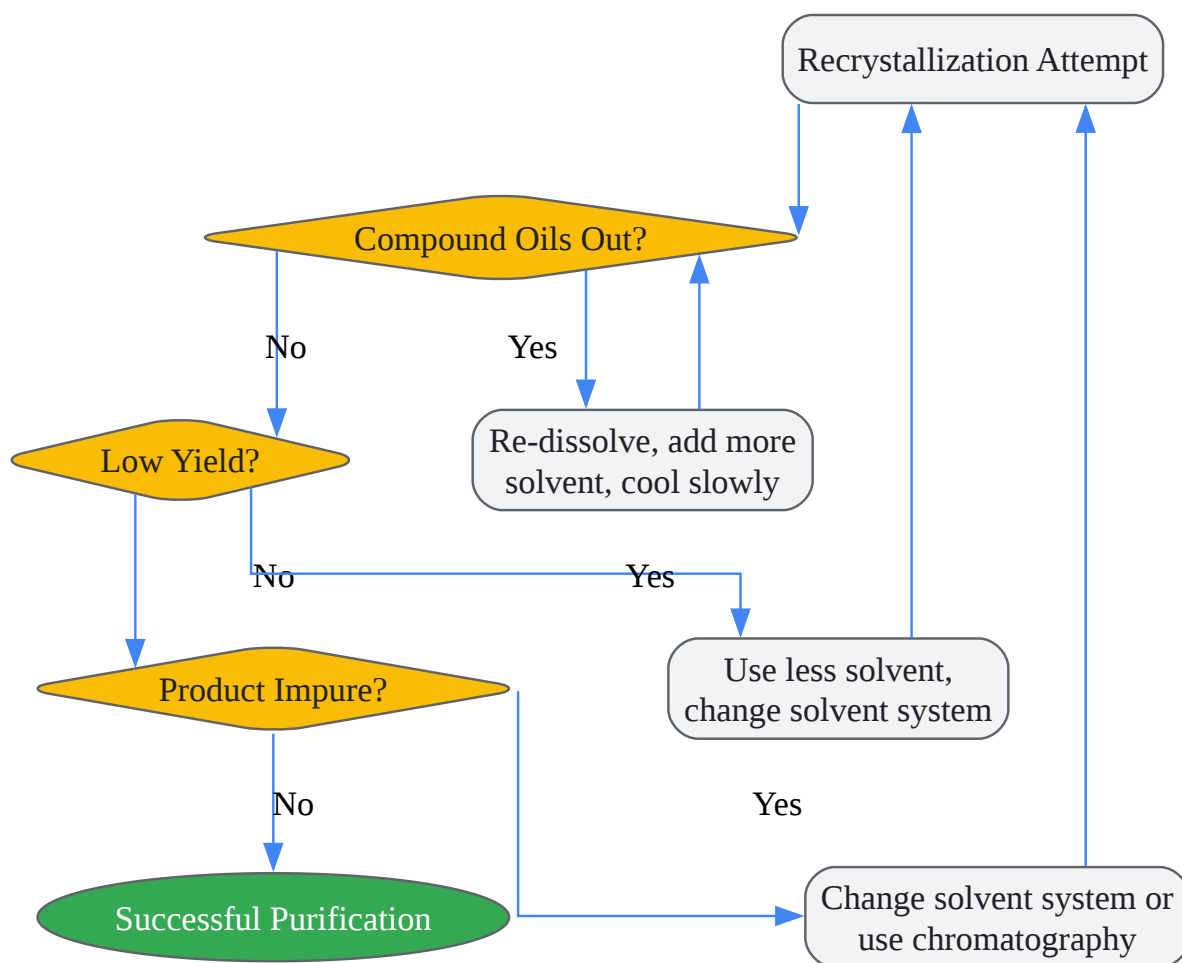 Recrystallization Attempt
Compound Oils Out?
No
Yes
Re-dissolve, add more
solvent, cool slowly
Low Yield?
No
Yes
Use less solvent,
change solvent system
Product Impure?
No
Yes
Successful Purification
Change solvent system or
use chromatography